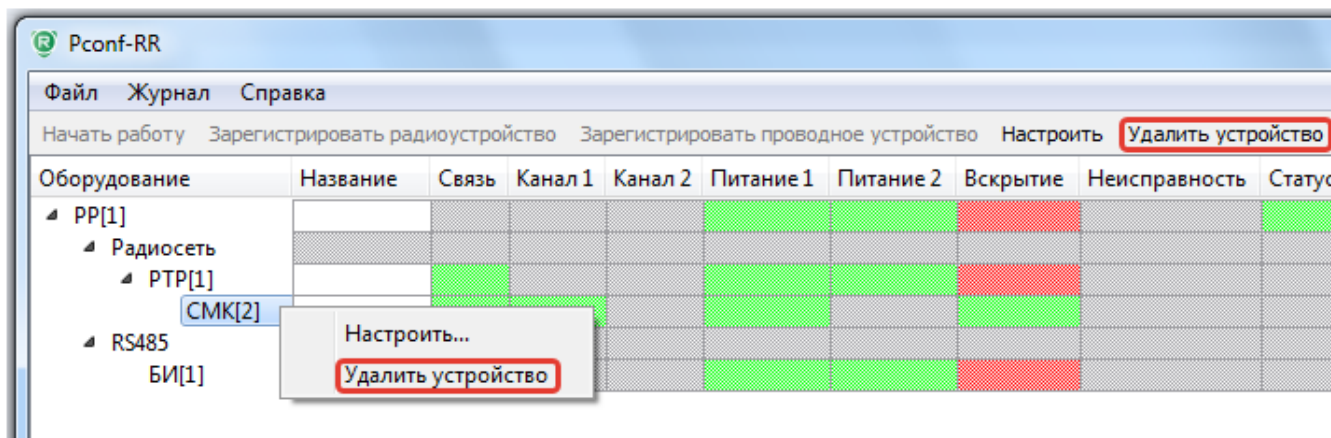 Pconf-RR
Файл Журнал Справка
Начать работу Зарегистрировать радиоустройство Зарегистрировать проводное устройство Настроить Удалить устройство
Оборудование Название Связь Канал 1 Канал 2 Питание 1 Питание 2 Вскрытие Неисправность Статус
РР[1]
Радиосеть
РТР[1]
СМК[2]
Настроить...
RS485
БИ[1]
Удалить устройство